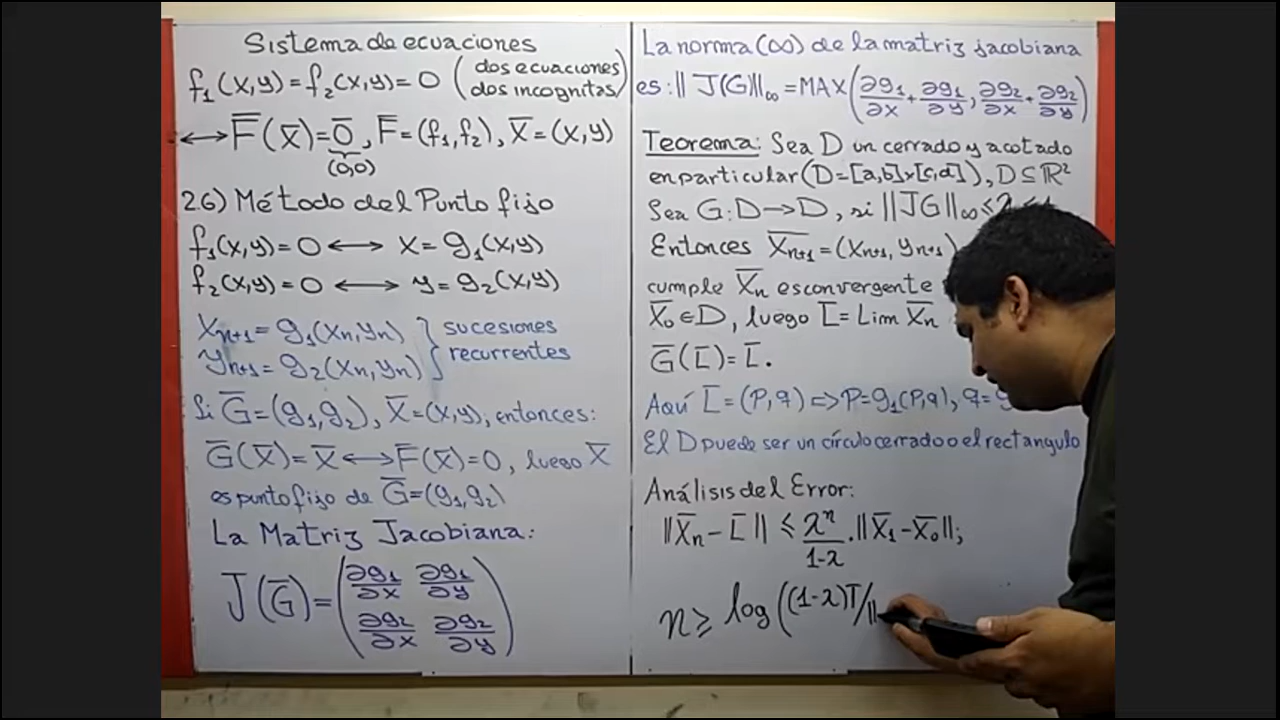 Sistema de ecuaciones
f₁(x,y)=f₂(x,y)=0 (dos ecuaciones
dos incognitas)
⟷ F̅(X̅)=0̅, F̅=(f₁,f₂), X̅=(x,y)
(0,0)
26) Método del Punto fijo
f₁(x,y)=0 ⟷ x=g₁(x,y)
f₂(x,y)=0 ⟷ y=g₂(x,y)
Xn+1=g₁(Xn,yn) } sucesiones
yn+1=g₂(Xn,yn) } recurrentes
Si G̅=(g₁,g₂), X̅=(x,y), entonces:
G̅(X̅)=X̅ ⟷ F̅(X̅)=0, luego X̅
es punto fijo de G̅=(g₁,g₂)
La Matriz Jacobiana:
J(G̅)=(∂g₁/∂x ∂g₁/∂y
∂g₂/∂x ∂g₂/∂y)
La norma (∞) de la matriz jacobiana
es: ||J(G)||∞=MAX(∂g₁/∂x+∂g₁/∂y; ∂g₂/∂x+∂g₂/∂y)
Teorema: Sea D un cerrado y acotado
en particular (D=[a,b]x[c,d]), D⊆ℝ²
Sea G:D→D, si ||JG||∞≤
Entonces X̅n+1=(Xn+1,yn+1)
cumple X̅n es convergente
X̅₀∈D, luego L̅=Lim X̅n
G̅(L̅)=L̅.
Aquí L̅=(p,q)⇒p=g₁(p,q), q=
El D puede ser un círculo cerrado o el rectangulo
Análisis del Error:
||X̅n-L̅||≤λⁿ/(1-λ).||X̅₁-X̅₀||;
n≥log((1-λ)T/||